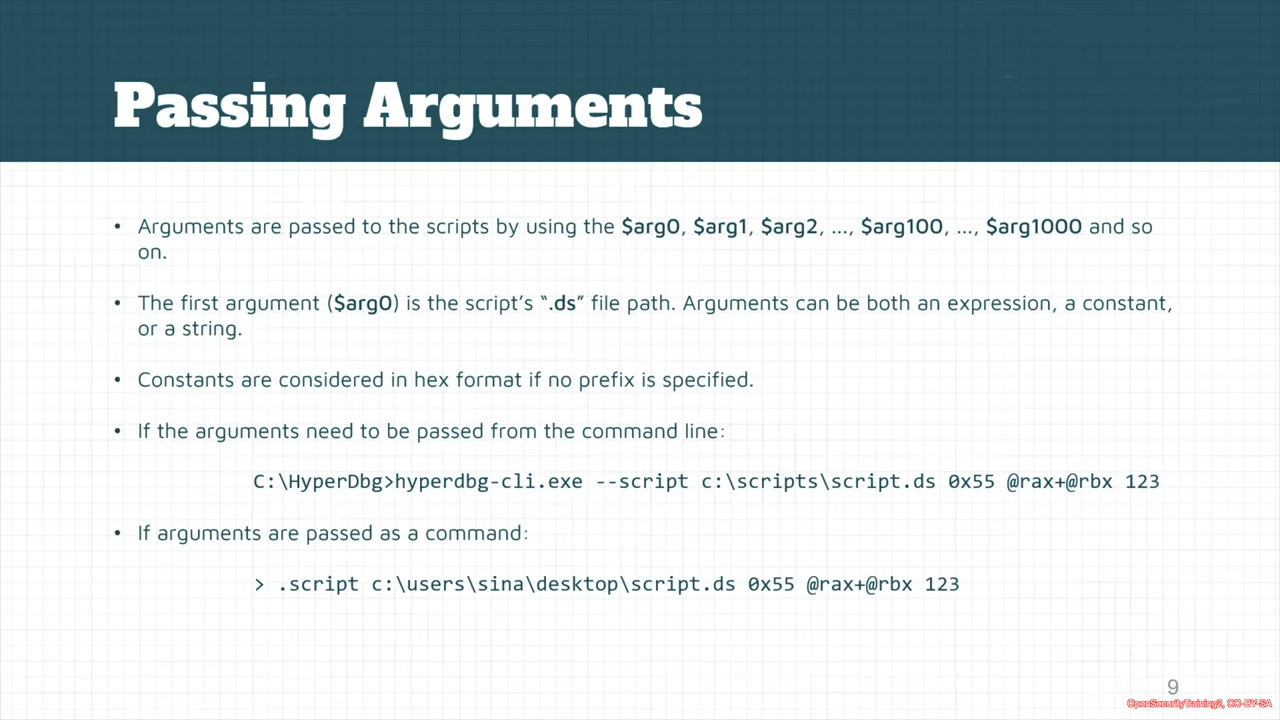 Passing Arguments
• Arguments are passed to the scripts by using the $arg0, $arg1, $arg2, ..., $arg100, ..., $arg1000 and so
on.
• The first argument ($arg0) is the script’s “.ds” file path. Arguments can be both an expression, a constant,
or a string.
• Constants are considered in hex format if no prefix is specified.
• If the arguments need to be passed from the command line:
C:\HyperDbg>hyperdbg-cli.exe --script c:\scripts\script.ds 0x55 @rax+@rbx 123
• If arguments are passed as a command:
> .script c:\users\sina\desktop\script.ds 0x55 @rax+@rbx 123
9
OpenSecurityTraining2, CC-BY-SA